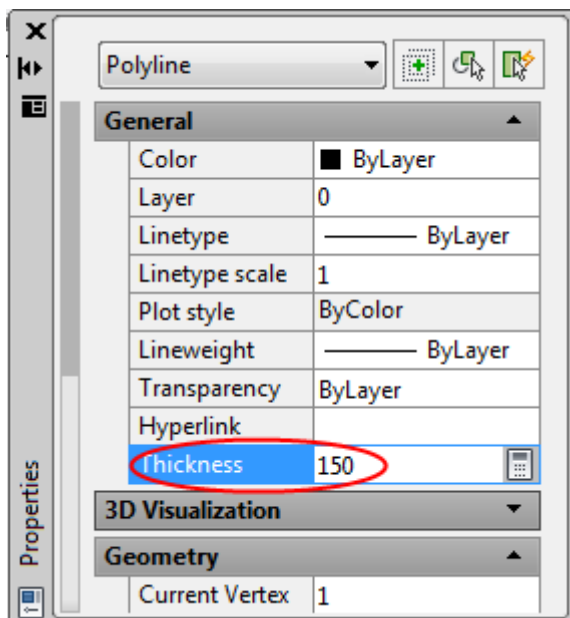 Polyline
General
Color ByLayer
Layer 0
Linetype ByLayer
Linetype scale 1
Plot style ByColor
Lineweight ByLayer
Transparency ByLayer
Hyperlink
Thickness 150
3D Visualization
Geometry
Current Vertex 1
Properties